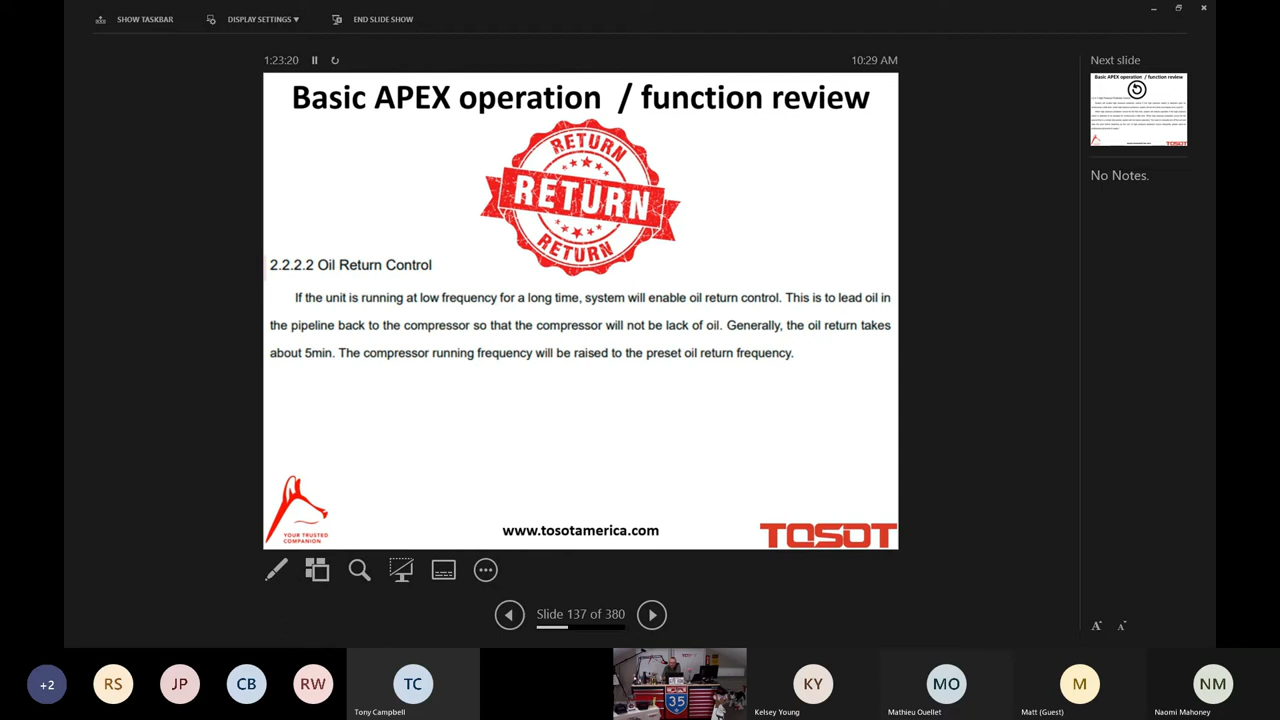 SHOW TASKBAR
DISPLAY SETTINGS ▾
END SLIDE SHOW
1:23:20
10:29 AM
Next slide
Basic APEX operation / function review
Basic APEX operation / function review
RETURN
RETURN
RETURN
No Notes.
2.2.2.2 Oil Return Control
If the unit is running at low frequency for a long time, system will enable oil return control. This is to lead oil in
the pipeline back to the compressor so that the compressor will not be lack of oil. Generally, the oil return takes
about 5min. The compressor running frequency will be raised to the preset oil return frequency.
YOUR TRUSTED
COMPANION
www.tosotamerica.com
TOSOT
TOSOT
Slide 137 of 380
A A
+2
RS
JP
CB
RW
TC
Tony Campbell
35
KY
Kelsey Young
MO
Mathieu Ouellet
M
Matt (Guest)
NM
Naomi Mahoney